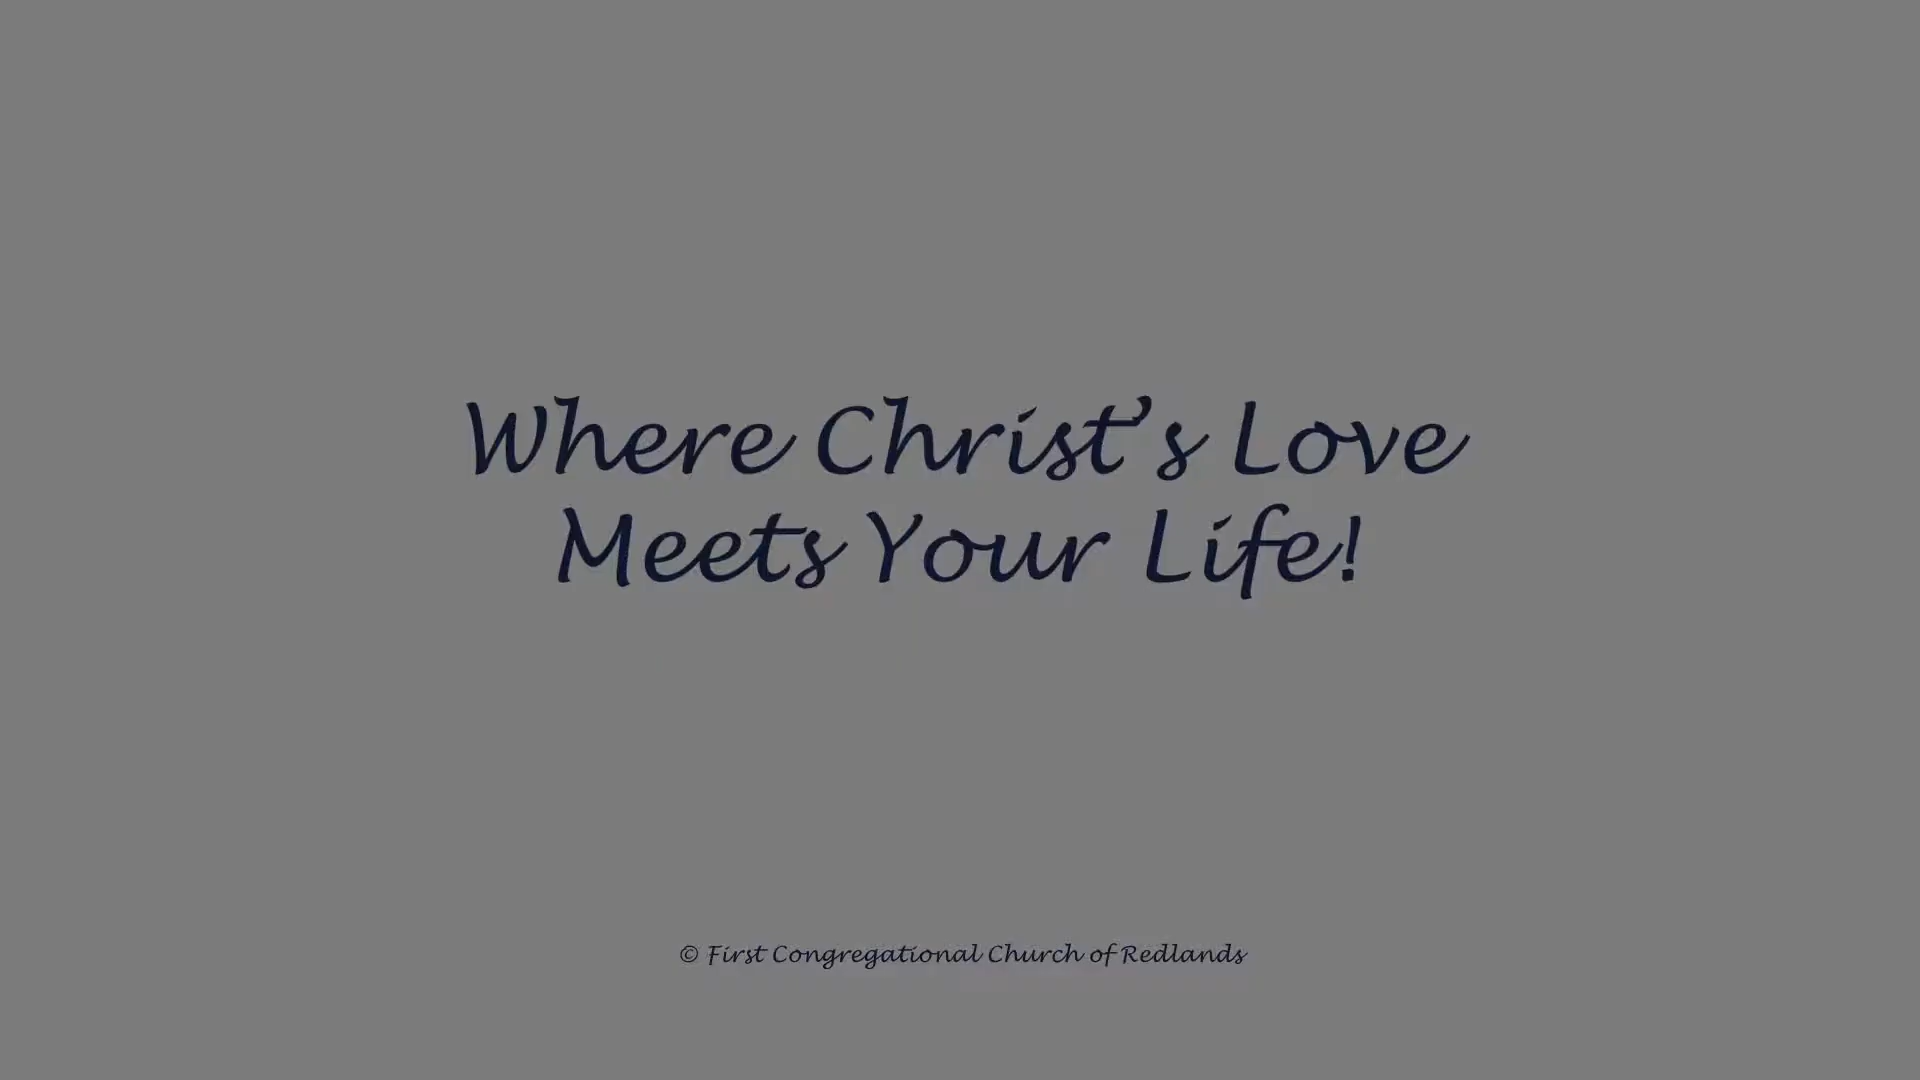 Where Christ’s Love
Meets Your Life!
© First Congregational Church of Redlands